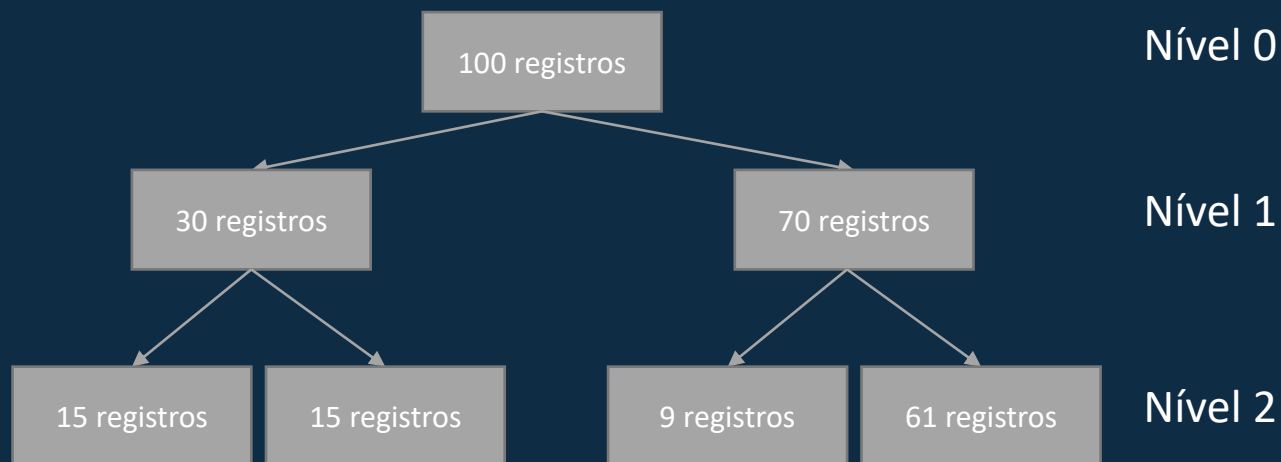 100 registros
Nível 0
30 registros
70 registros
Nível 1
15 registros
15 registros
9 registros
61 registros
Nível 2